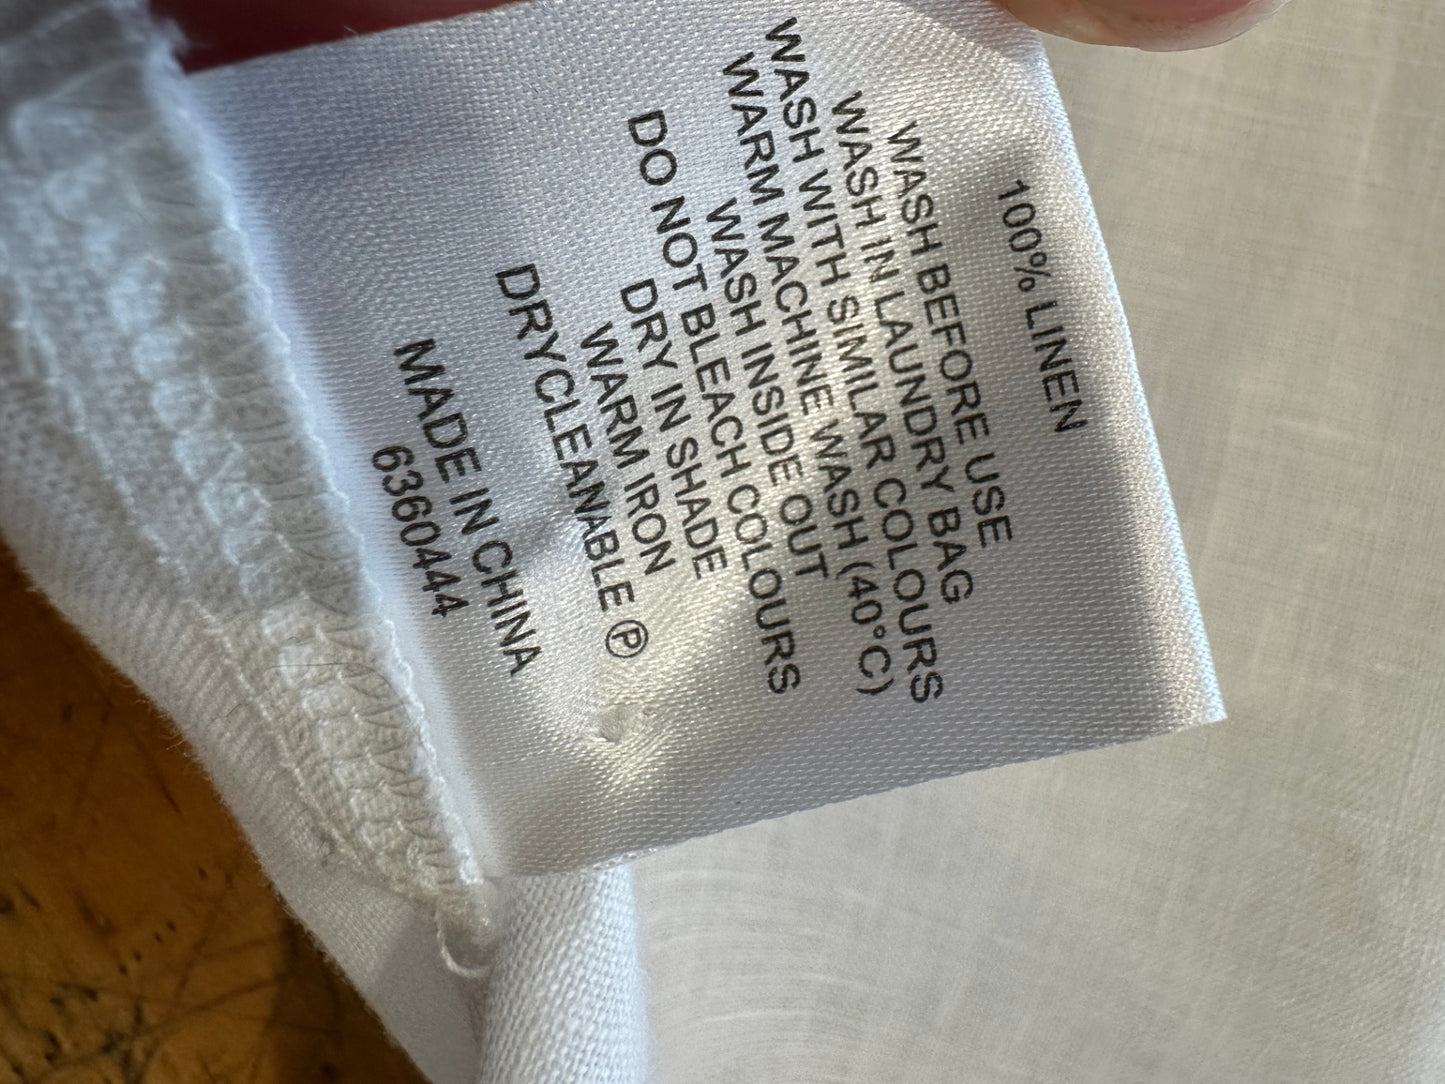 100% LINEN
WASH BEFORE USE
WASH IN LAUNDRY BAG
WASH WITH SIMILAR COLOURS
WARM MACHINE WASH (40°C)
WASH INSIDE OUT
DO NOT BLEACH COLOURS
DRY IN SHADE
WARM IRON
DRYCLEANABLE Ⓟ
MADE IN CHINA
6360444